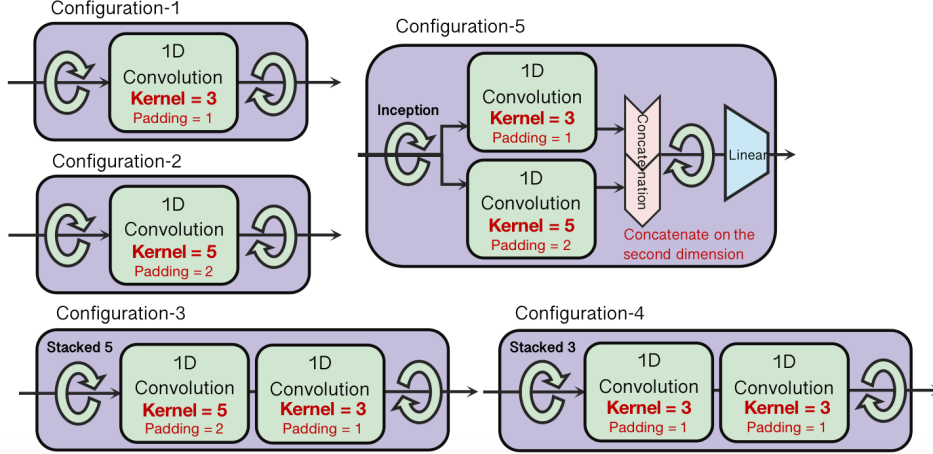 Configuration-1
1D
Convolution
Kernel = 3
Padding = 1
Configuration-2
1D
Convolution
Kernel = 5
Padding = 2
Configuration-5
Inception
1D
Convolution
Kernel = 3
Padding = 1
1D
Convolution
Kernel = 5
Padding = 2
Concatenation
Linear
Concatenate on the
second dimension
Configuration-3
Stacked 5
1D
Convolution
Kernel = 5
Padding = 2
1D
Convolution
Kernel = 3
Padding = 1
Configuration-4
Stacked 3
1D
Convolution
Kernel = 3
Padding = 1
1D
Convolution
Kernel = 3
Padding = 1